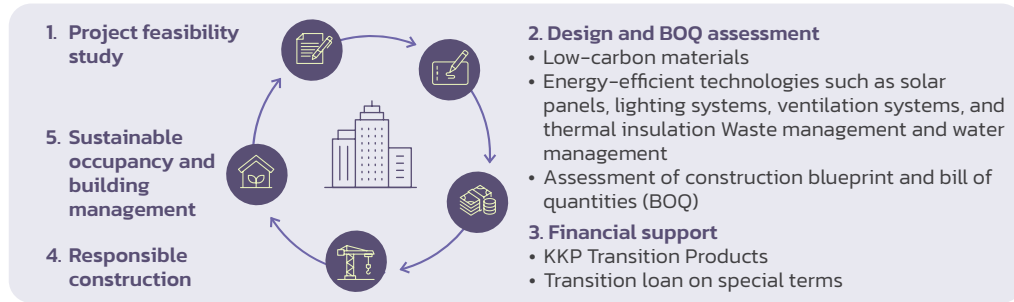 1. Project feasibility
study
2. Design and BOQ assessment
• Low-carbon materials
• Energy-efficient technologies such as solar
panels, lighting systems, ventilation systems, and
thermal insulation Waste management and water
management
• Assessment of construction blueprint and bill of
quantities (BOQ)
3. Financial support
• KKP Transition Products
• Transition loan on special terms
4. Responsible
construction
5. Sustainable
occupancy and
building
management